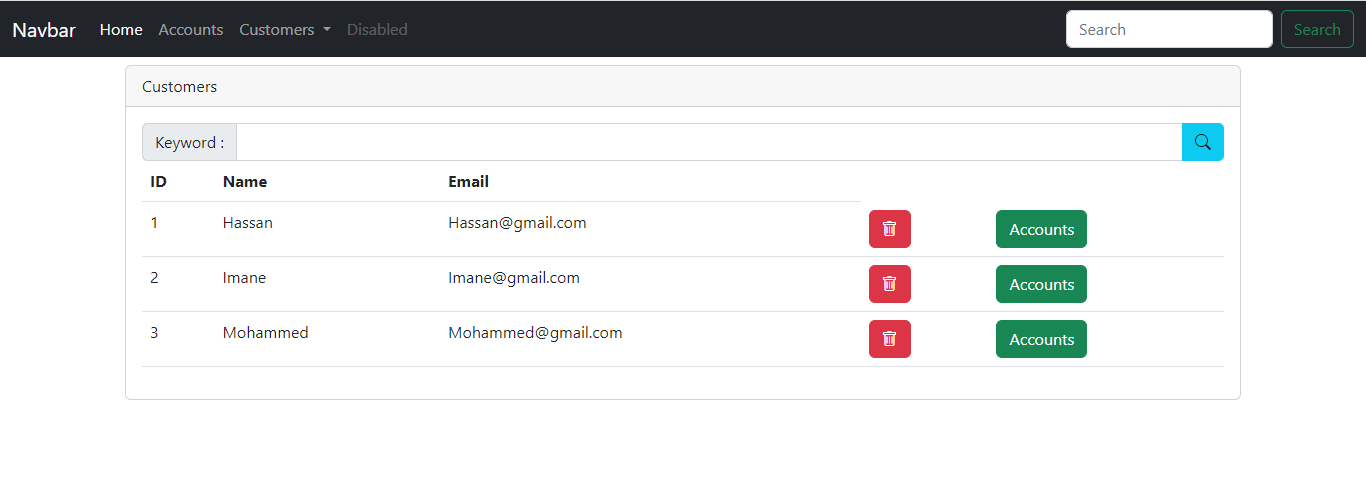 Navbar Home Accounts Customers Disabled Search Search
Customers
Keyword :
ID Name Email
1 Hassan Hassan@gmail.com Accounts
2 Imane Imane@gmail.com Accounts
3 Mohammed Mohammed@gmail.com Accounts